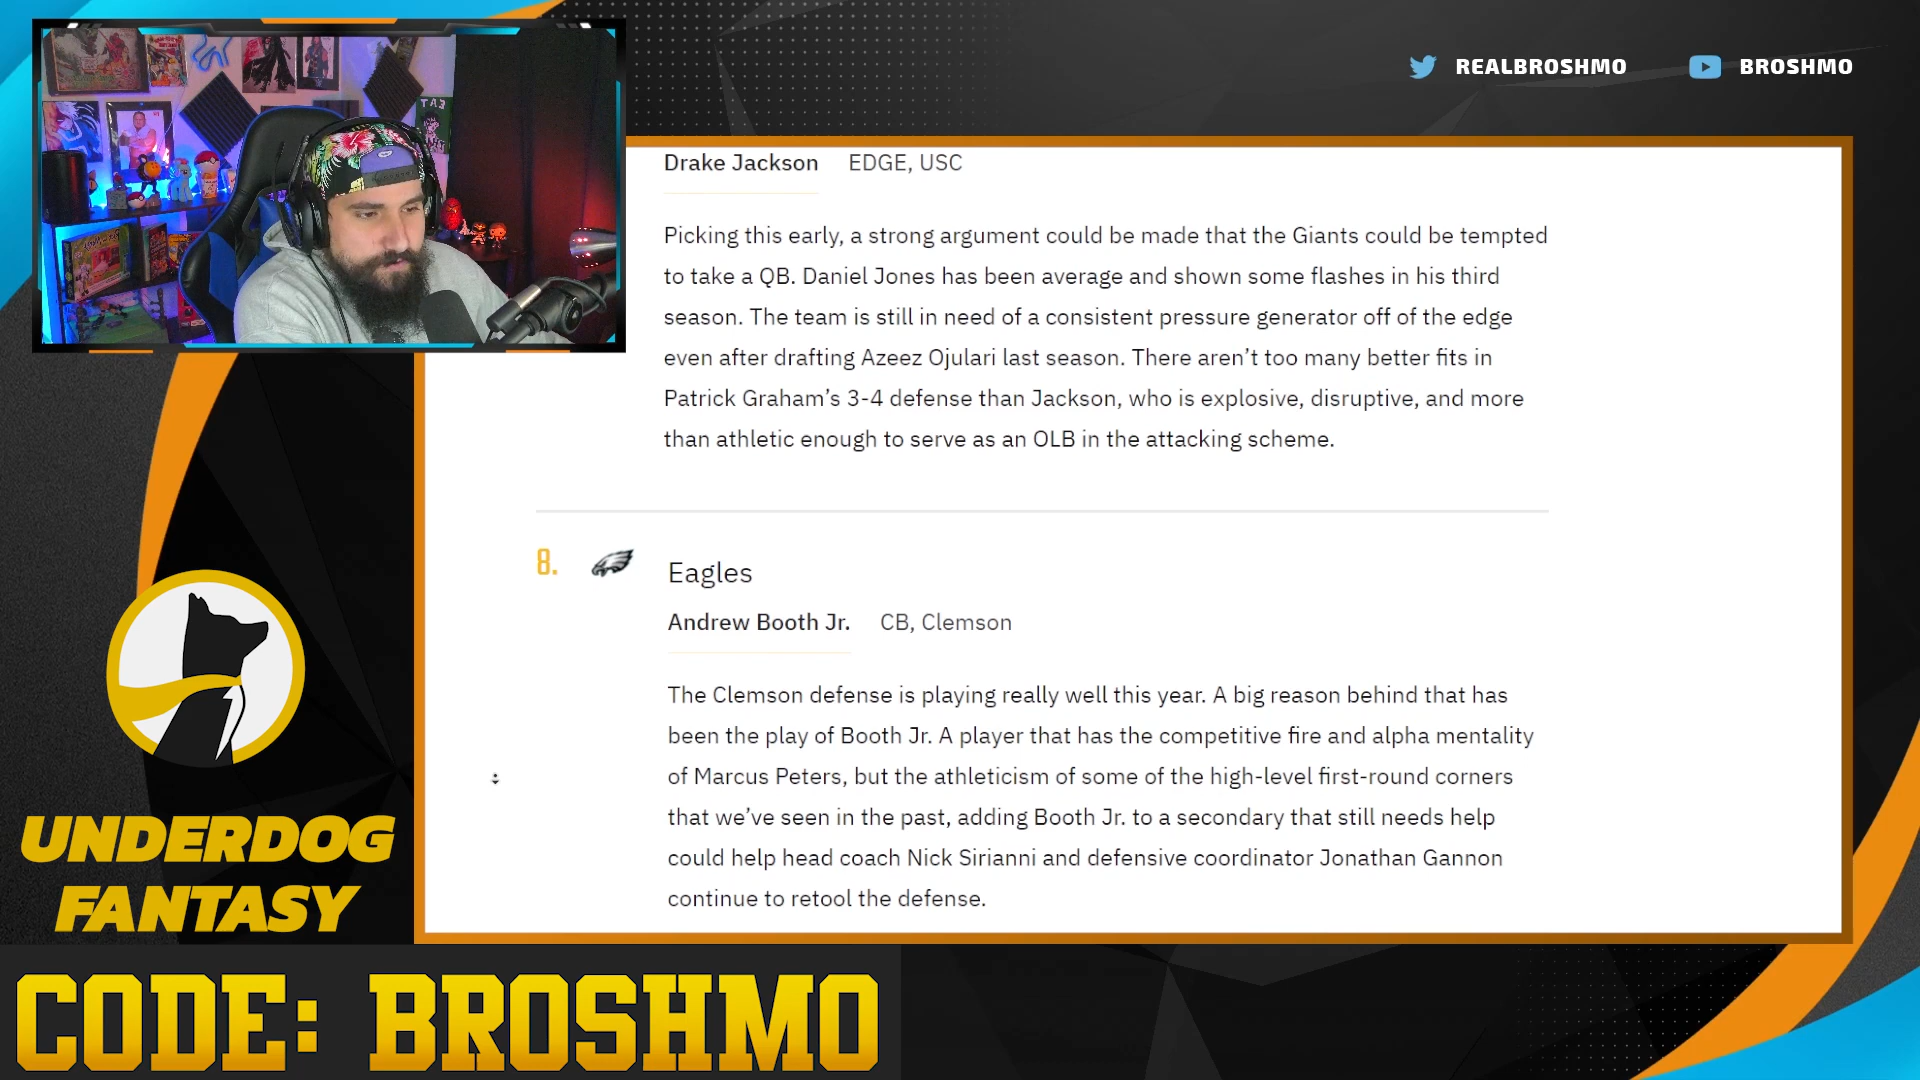 REALBROSHMO
BROSHMO
Drake Jackson EDGE, USC
Picking this early, a strong argument could be made that the Giants could be tempted
to take a QB. Daniel Jones has been average and shown some flashes in his third
season. The team is still in need of a consistent pressure generator off of the edge
even after drafting Azeez Ojulari last season. There aren’t too many better fits in
Patrick Graham’s 3-4 defense than Jackson, who is explosive, disruptive, and more
than athletic enough to serve as an OLB in the attacking scheme.
8. Eagles
Andrew Booth Jr. CB, Clemson
The Clemson defense is playing really well this year. A big reason behind that has
been the play of Booth Jr. A player that has the competitive fire and alpha mentality
of Marcus Peters, but the athleticism of some of the high-level first-round corners
that we’ve seen in the past, adding Booth Jr. to a secondary that still needs help
could help head coach Nick Sirianni and defensive coordinator Jonathan Gannon
continue to retool the defense.
UNDERDOG
FANTASY
CODE: BROSHMO